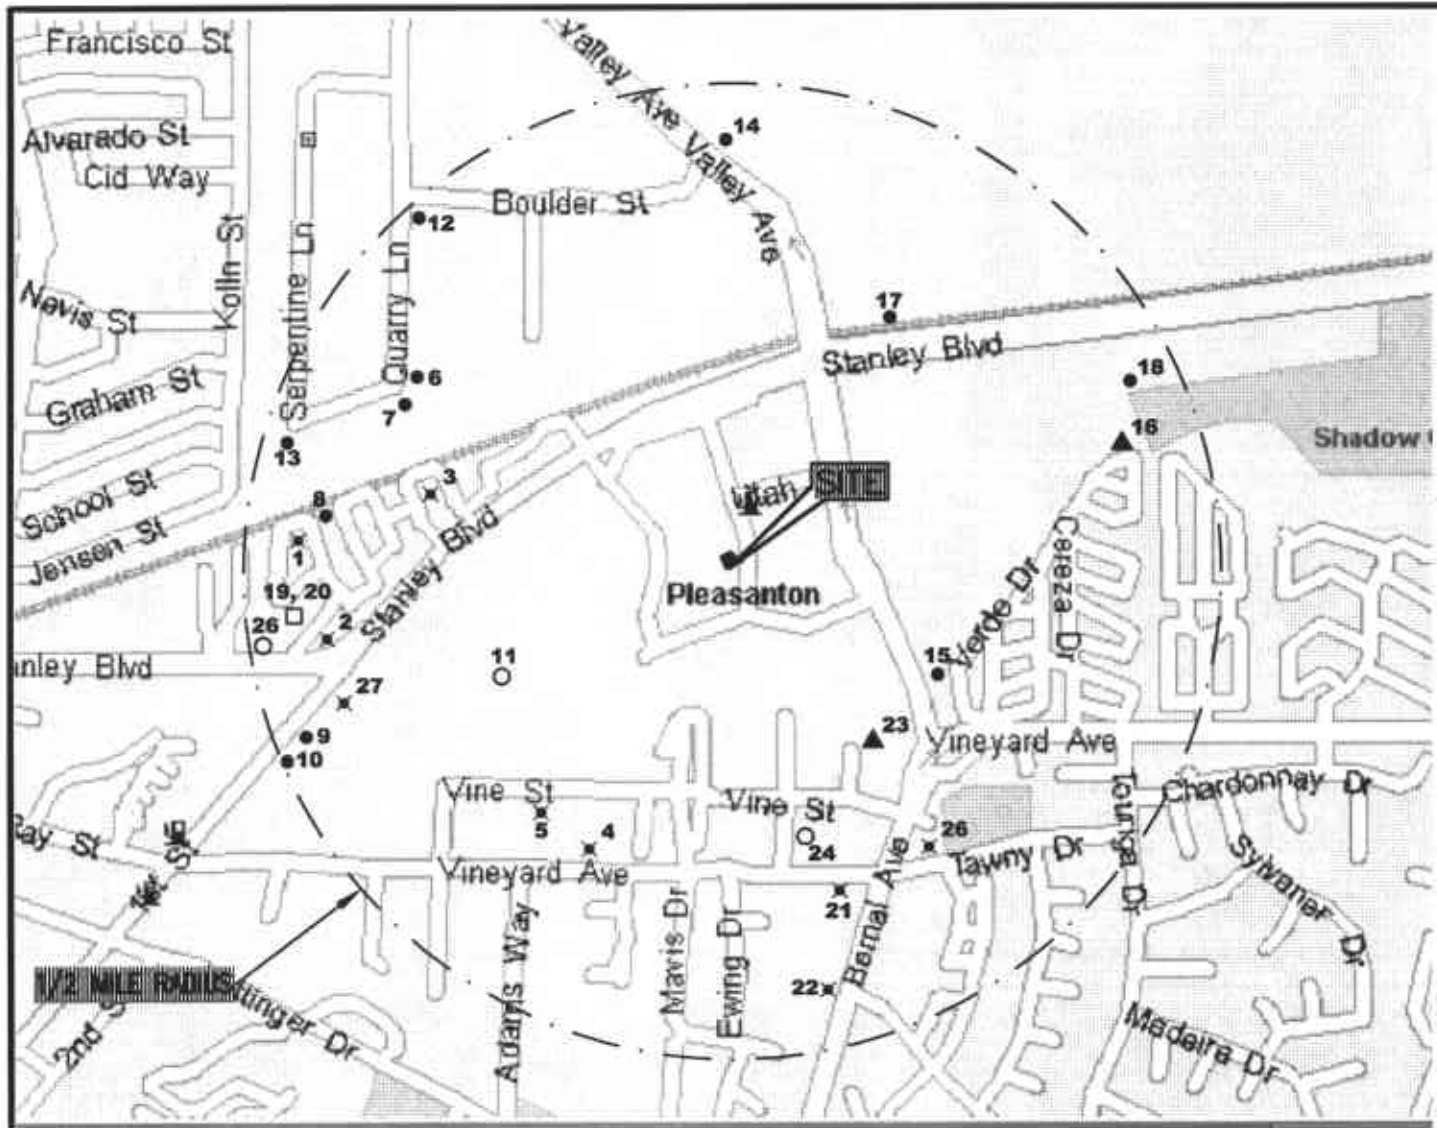 Francisco St
Valley Ave
Valley Ave
14
Alvarado St
Cid Way
Boulder St
12
Kolln St
Serpentine Ln
Quarry Ln
Nevis St
17
Stanley Blvd
Graham St
6
7
18
13
16
Shadow
School St
3
Utah
SITE
8
Stanley Blvd
Jensen St
1
Cereza Dr
19, 20
Pleasanton
Verde Dr
26
2
anley Blvd
11
15
27
23
9
Vineyard Ave
10
Vine St
Vine St
Chardonnay Dr
Ray St
5
4
24
26
Totunga Dr
Tawny Dr
Sylvaner Dr
Vineyard Ave
21
Bernal Ave
Adams Way
Mavis Dr
Ewing Dr
1/2 MILE RADIUS
22
2nd S
tinger Dr
Madeira Dr